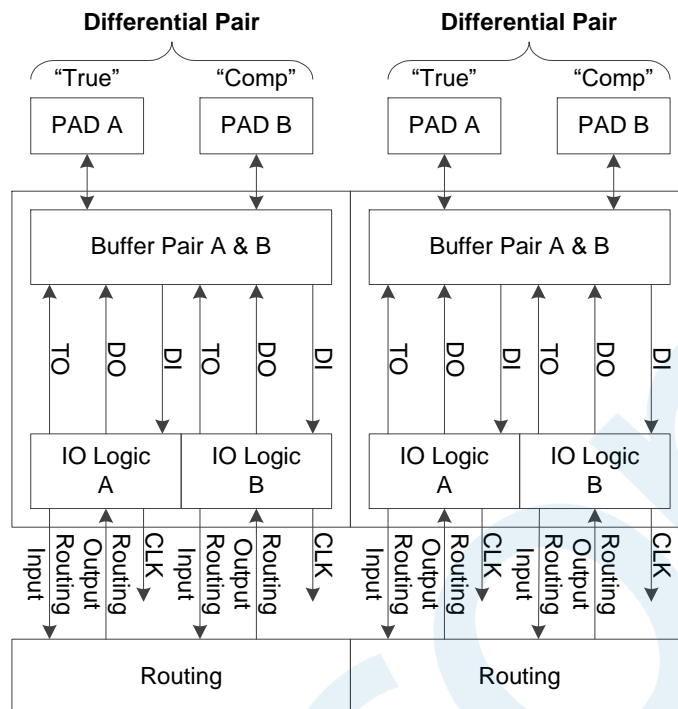 Differential Pair Differential Pair
“True” “Comp” “True” “Comp”
PAD A PAD B PAD A PAD B
Buffer Pair A & B Buffer Pair A & B
TO DO DI TO DO DI TO DO DI TO DO DI
IO Logic A IO Logic B IO Logic A IO Logic B
Routing Input Routing Output CLK Routing Input Routing Output CLK Routing Input Routing Output CLK Routing Input Routing Output CLK
Routing Routing